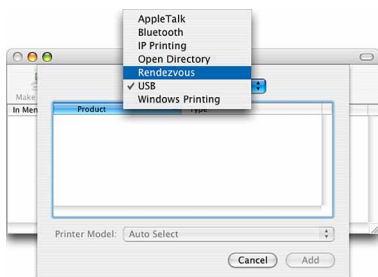 AppleTalk
Bluetooth
IP Printing
Open Directory
Rendezvous
✓ USB
Windows Printing
Make
In Men
Product
Type
Printer Model: Auto Select
Cancel Add